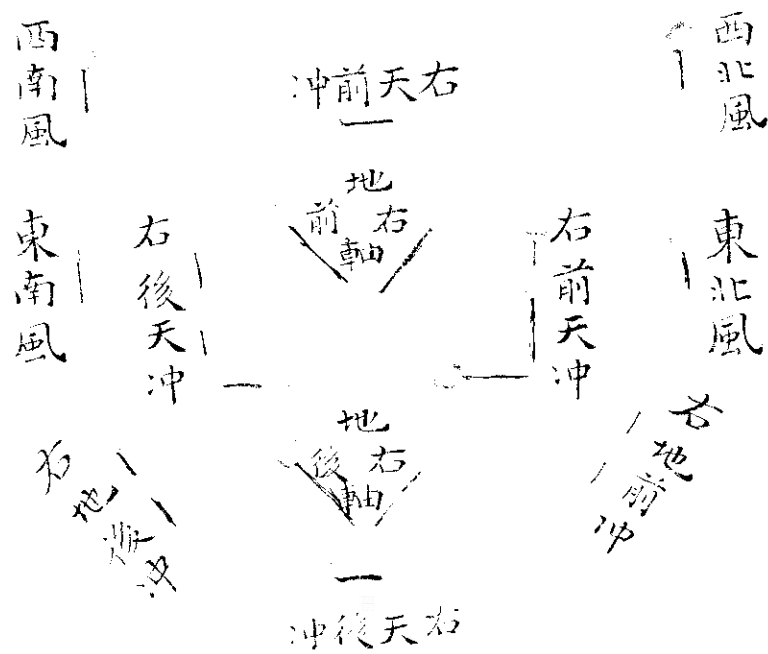 西北風
右天前冲
西南風
東北風
右前天冲
地右前軸
右後天冲
東南風
右地前冲
地右後軸
右地後冲
右天後冲